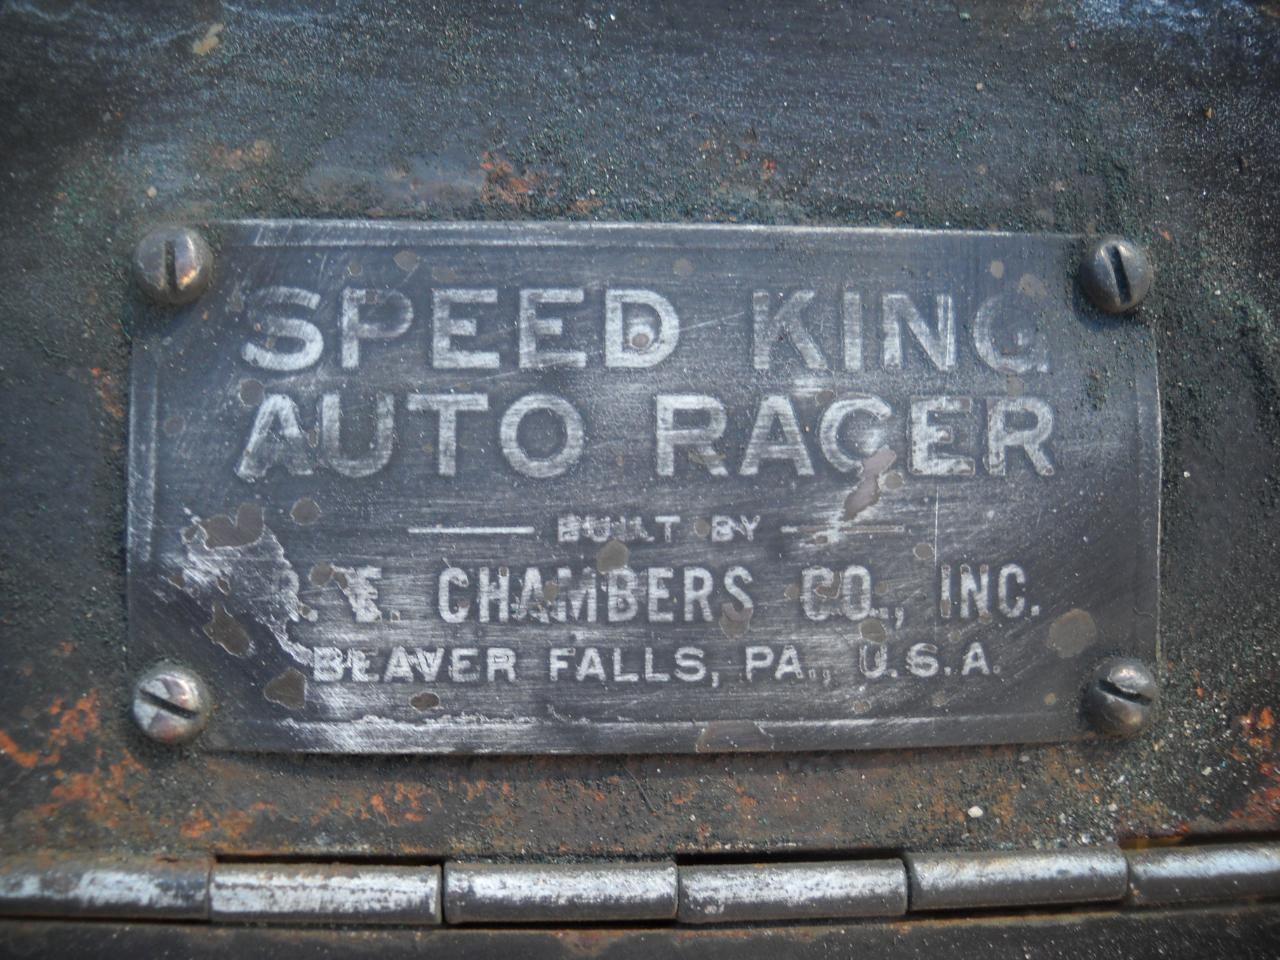 SPEED KING
AUTO RACER
BUILT BY
E. CHAMBERS CO., INC.
BEAVER FALLS, PA., U.S.A.